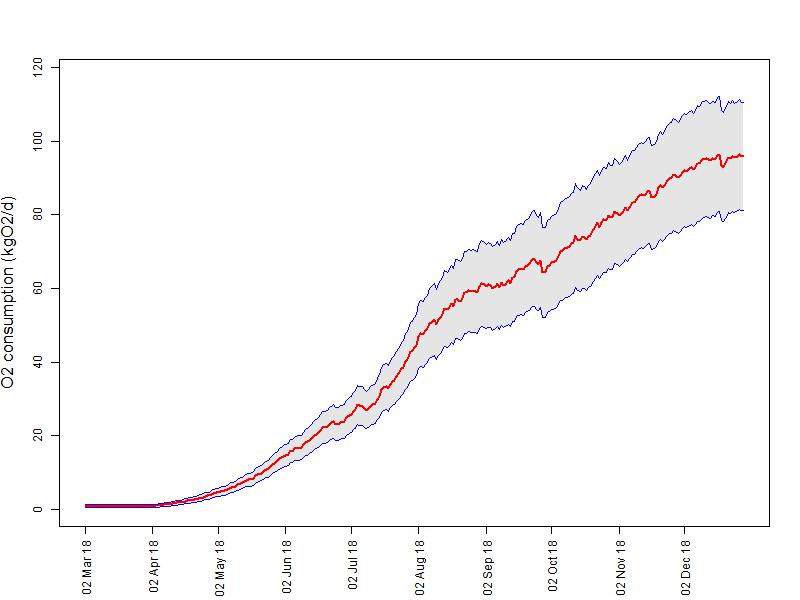 O2 consumption (kgO2/d)
120
100
80
60
40
20
0
02 Mar 18
02 Apr 18
02 May 18
02 Jun 18
02 Jul 18
02 Aug 18
02 Sep 18
02 Oct 18
02 Nov 18
02 Dec 18